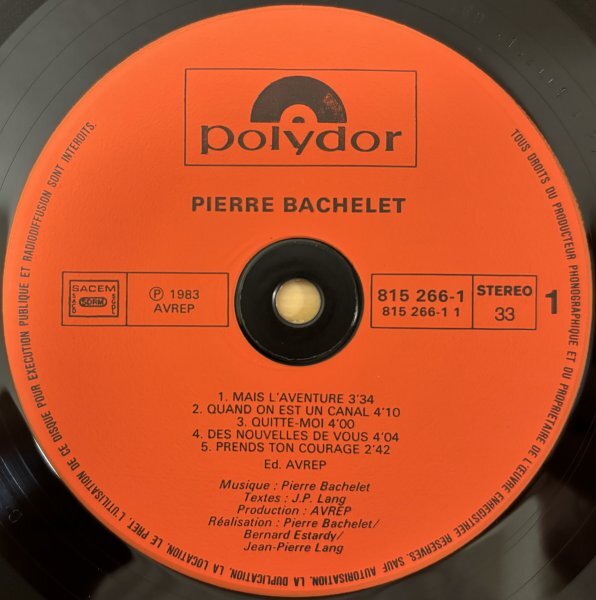 polydor
PIERRE BACHELET
SACEM
SDRM
℗ 1983
AVREP
815 266-1
815 266-1 1
STEREO
33
1
1. MAIS L'AVENTURE 3'34
2. QUAND ON EST UN CANAL 4'10
3. QUITTE-MOI 4'00
4. DES NOUVELLES DE VOUS 4'04
5. PRENDS TON COURAGE 2'42
Ed. AVREP
Musique : Pierre Bachelet
Textes : J.P. Lang
Production : AVREP
Réalisation : Pierre Bachelet/
Bernard Estardy/
Jean-Pierre Lang
TOUS DROITS DU PRODUCTEUR PHONOGRAPHIQUE ET DU PROPRIETAIRE DE L'ŒUVRE ENREGISTREE RESERVES. SAUF AUTORISATION, LA DUPLICATION, LA LOCATION, LE PRET, L'UTILISATION DE CE DISQUE POUR EXECUTION PUBLIQUE ET RADIODIFFUSION SONT INTERDITS.